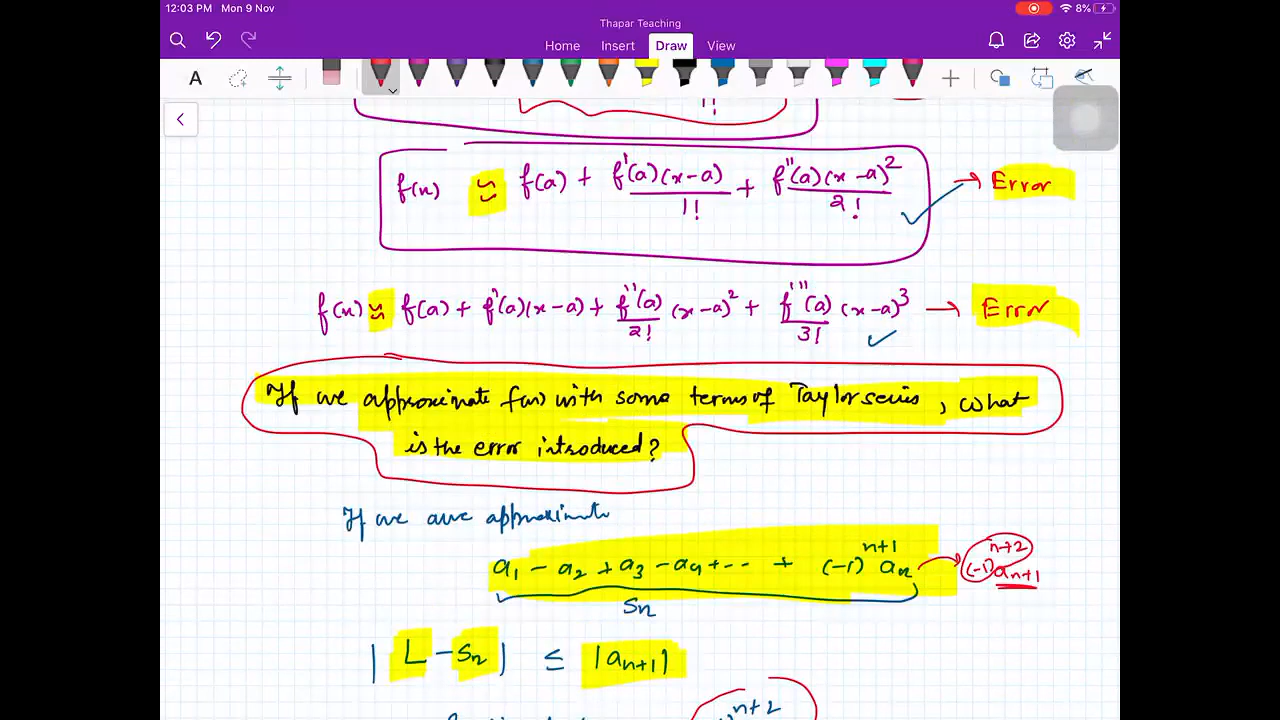 12:03 PM Mon 9 Nov
8%
Thapar Teaching
Home Insert Draw View
A
1!
f(x) ≈ f(a) + f'(a)(x-a)/1! + f''(a)(x-a)²/2! → Error
f(x) ≈ f(a) + f'(a)(x-a) + f''(a)/2! (x-a)² + f'''(a)/3! (x-a)³ → Error
If we approximate f(x) with some terms of Taylor series, what
is the error introduced?
If we are approximate
a₁ - a₂ + a₃ - a₄ + ... + (-1)ⁿ⁺¹ aₙ → (-1)ⁿ⁺² aₙ₊₁
Sn
| L - Sn | ≤ |aₙ₊₁|
n+2